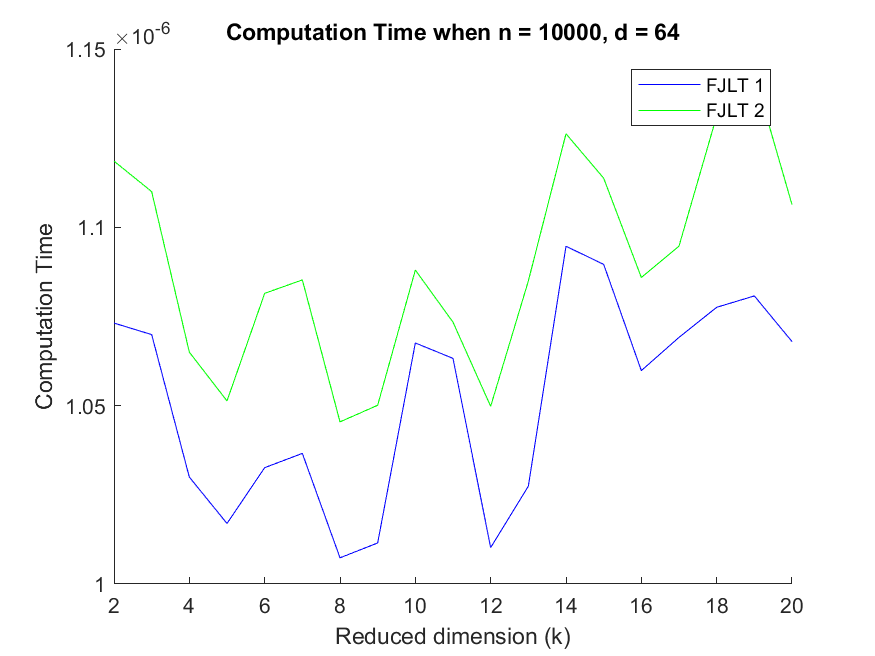 Computation Time when n = 10000, d = 64
×10-6
1.15
1.1
1.05
1
Computation Time
FJLT 1
FJLT 2
2 4 6 8 10 12 14 16 18 20
Reduced dimension (k)